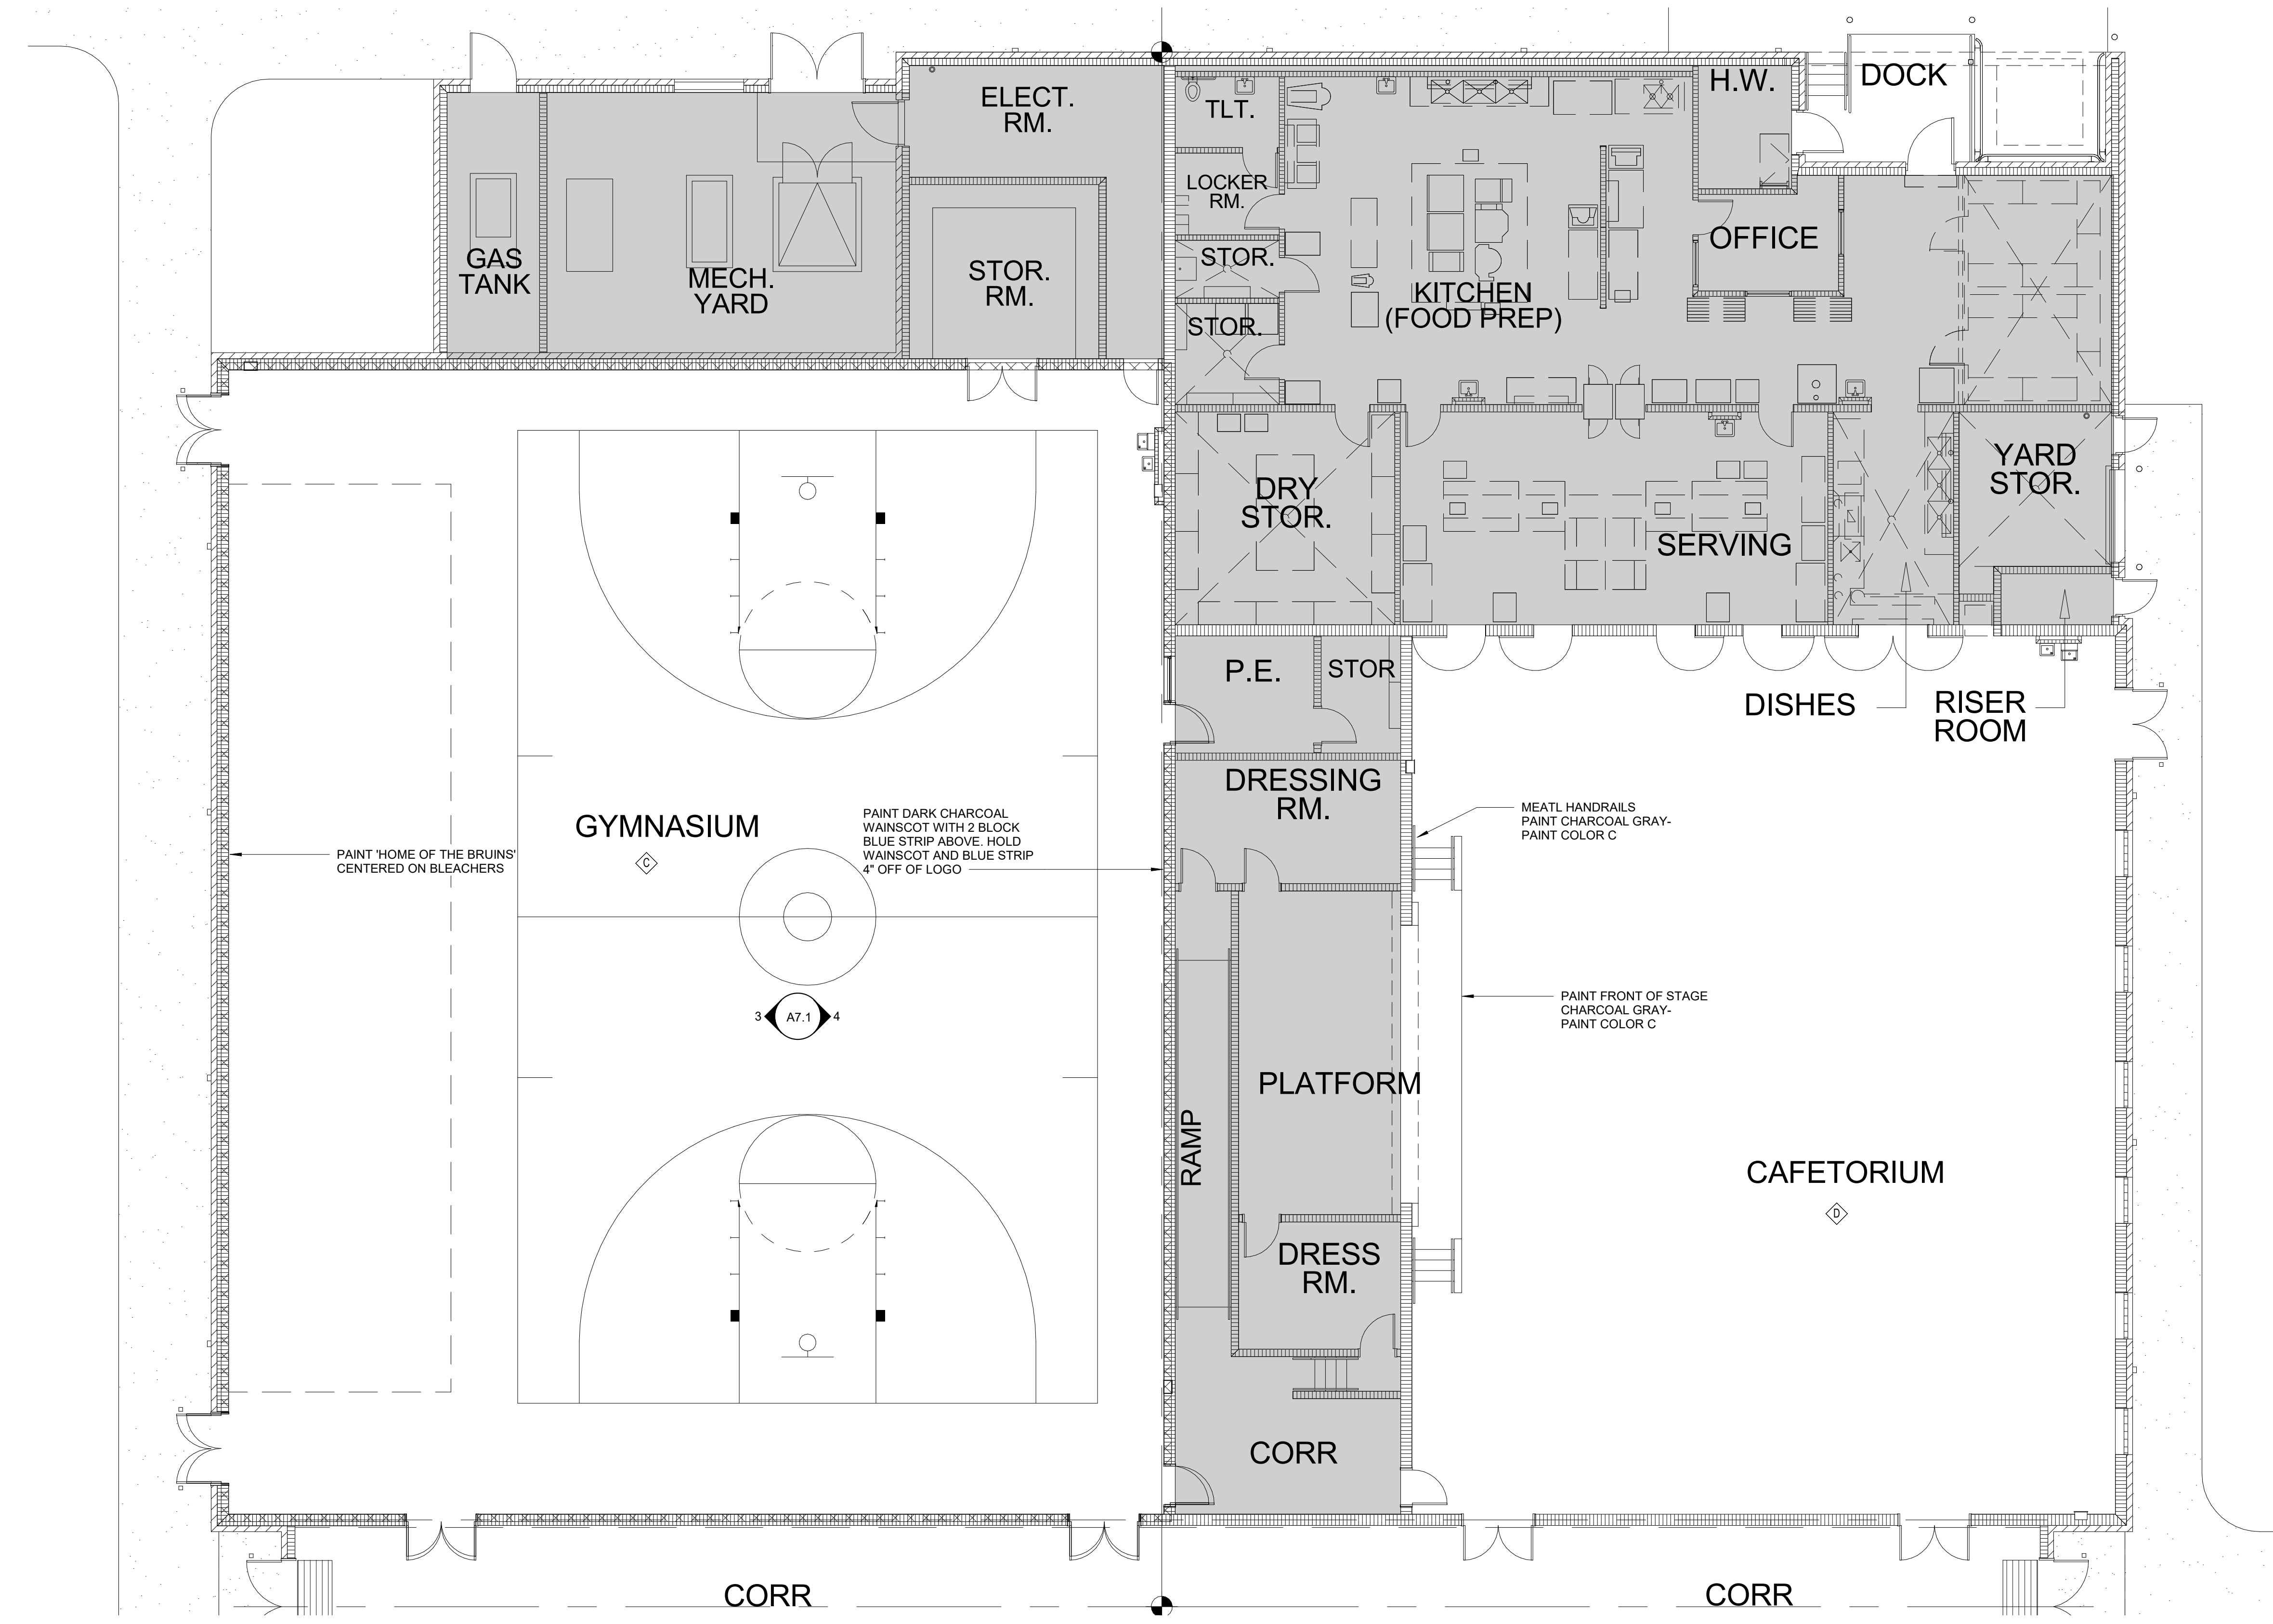 ELECT.
RM.
TLT.
H.W.
DOCK
LOCKER
RM.
GAS
TANK
MECH.
YARD
STOR.
RM.
STOR.
STOR.
KITCHEN
(FOOD PREP)
OFFICE
DRY
STOR.
SERVING
YARD
STOR.
P.E.
STOR
DISHES
RISER
ROOM
DRESSING
RM.
GYMNASIUM
C
PAINT 'HOME OF THE BRUINS'
CENTERED ON BLEACHERS
PAINT DARK CHARCOAL
WAINSCOT WITH 2 BLOCK
BLUE STRIP ABOVE. HOLD
WAINSCOT AND BLUE STRIP
4" OFF OF LOGO
MEATL HANDRAILS
PAINT CHARCOAL GRAY-
PAINT COLOR C
3 A7.1 4
PAINT FRONT OF STAGE
CHARCOAL GRAY-
PAINT COLOR C
PLATFORM
RAMP
CAFETORIUM
D
DRESS
RM.
CORR
CORR
CORR